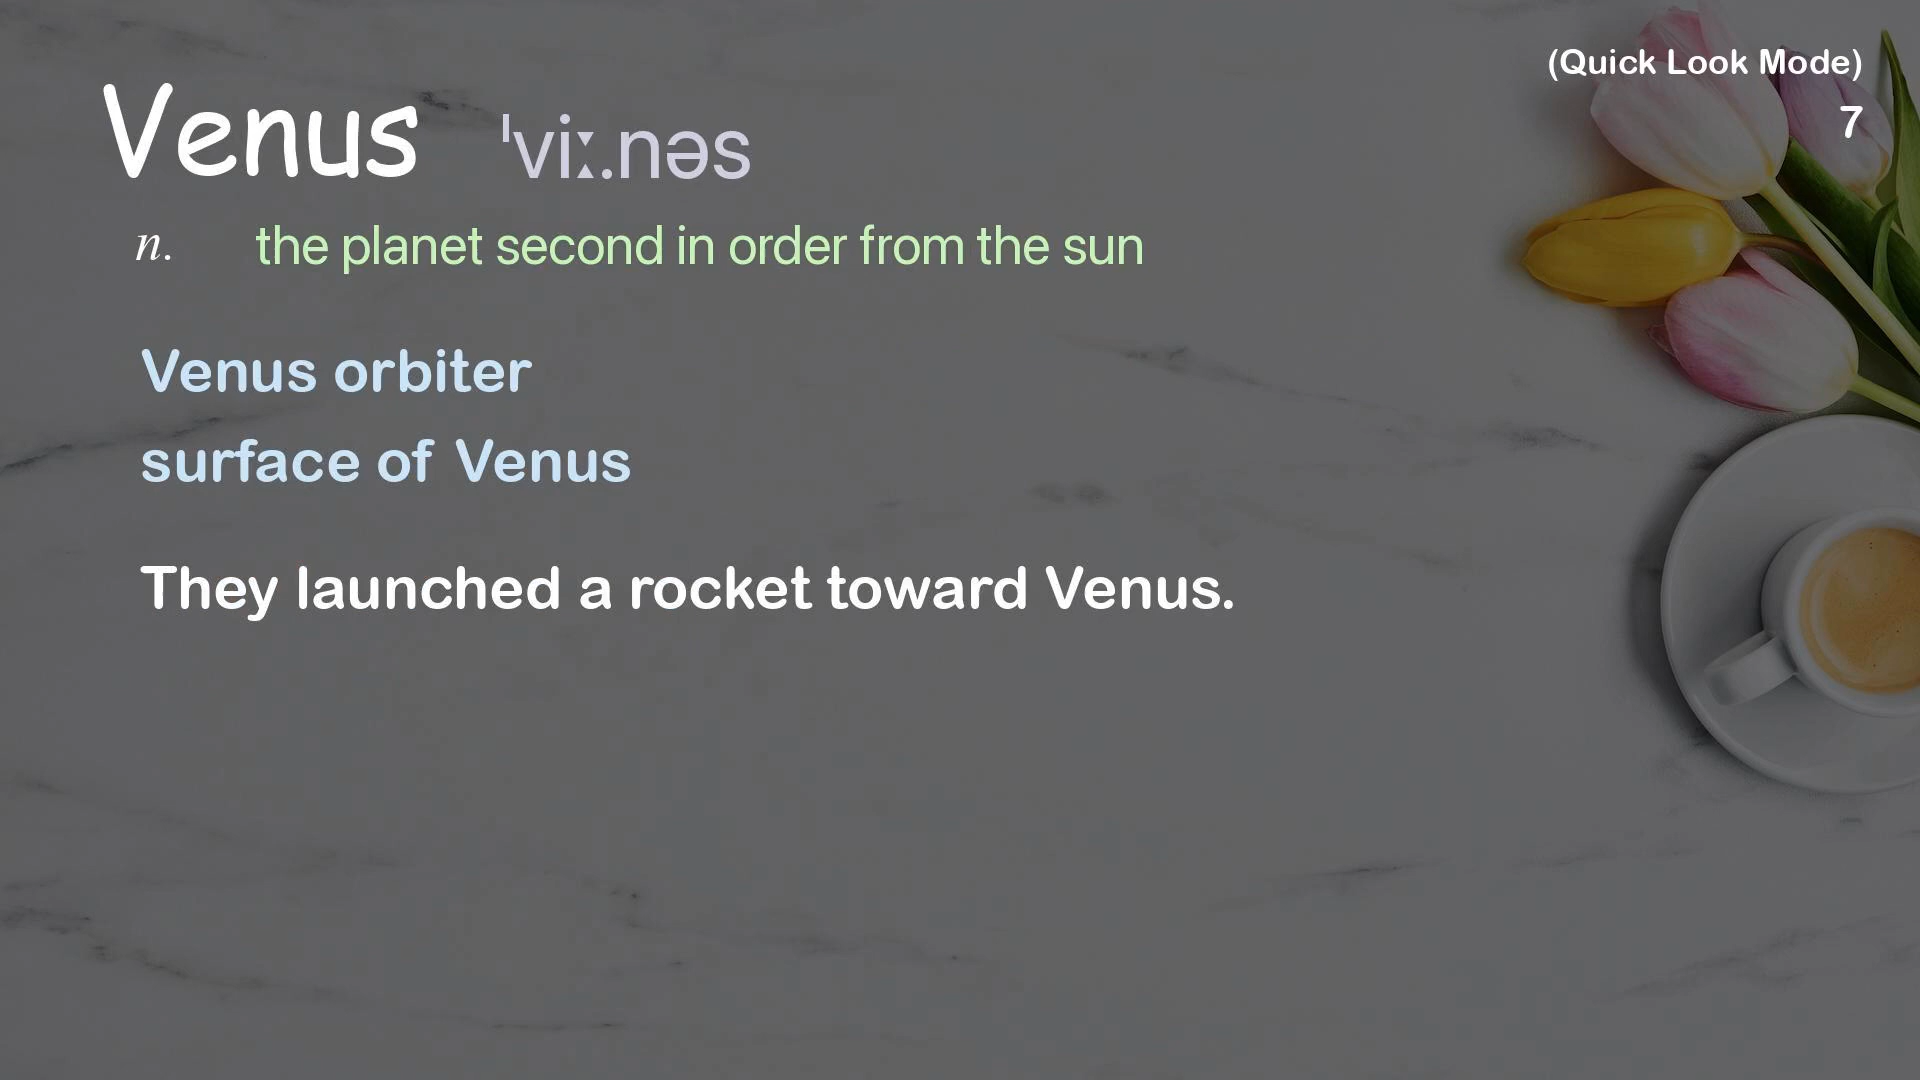 (Quick Look Mode)
7
Venus ˈviː.nəs
n. the planet second in order from the sun
Venus orbiter
surface of Venus
They launched a rocket toward Venus.